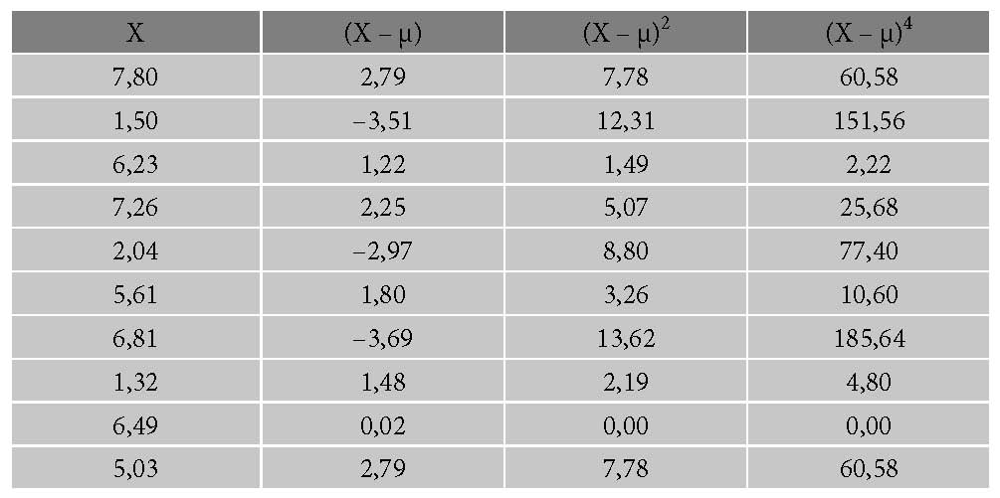 X (X – μ) (X – μ)² (X – μ)⁴
7,80 2,79 7,78 60,58
1,50 –3,51 12,31 151,56
6,23 1,22 1,49 2,22
7,26 2,25 5,07 25,68
2,04 –2,97 8,80 77,40
5,61 1,80 3,26 10,60
6,81 –3,69 13,62 185,64
1,32 1,48 2,19 4,80
6,49 0,02 0,00 0,00
5,03 2,79 7,78 60,58